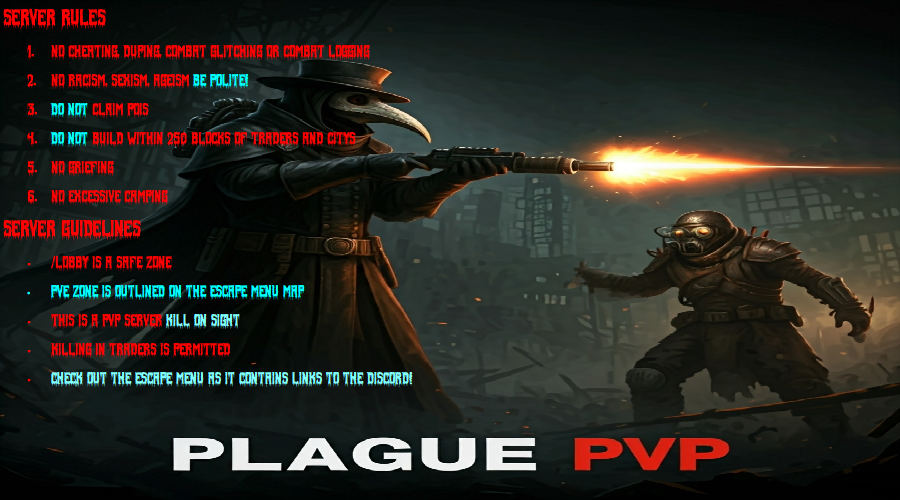 SERVER RULES
1. NO CHEATING, DUPING, COMBAT GLITCHING OR COMBAT LOGGING
2. NO RACISM, SEXISM, AGEISM BE POLITE!
3. DO NOT CLAIM POIS
4. DO NOT BUILD WITHIN 250 BLOCKS OF TRADERS AND CITYS
5. NO GRIEFING
6. NO EXCESSIVE CAMPING
SERVER GUIDELINES
· /LOBBY IS A SAFE ZONE
· PVE ZONE IS OUTLINED ON THE ESCAPE MENU MAP
· THIS IS A PVP SERVER KILL ON SIGHT
· KILLING IN TRADERS IS PERMITTED
· CHECK OUT THE ESCAPE MENU AS IT CONTAINS LINKS TO THE DISCORD!
PLAGUE PVP